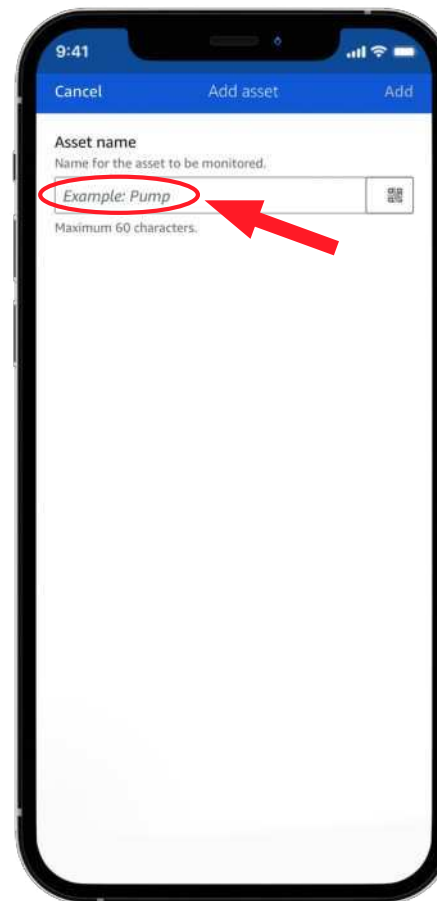 9:41
Cancel Add asset Add
Asset name
Name for the asset to be monitored.
Example: Pump
Maximum 60 characters.